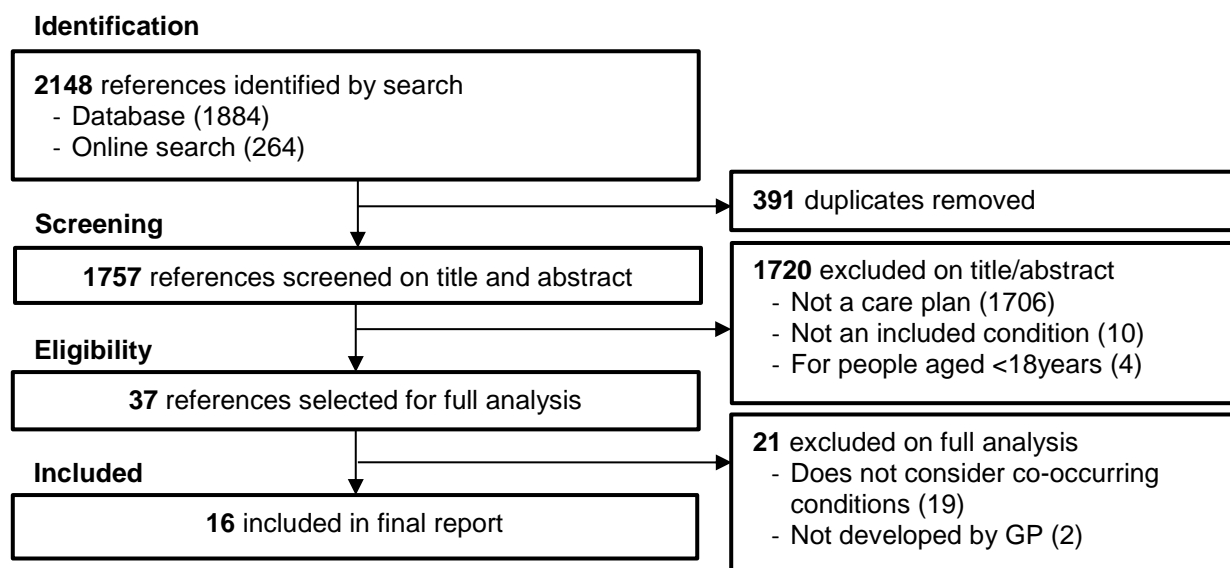 Identification
2148 references identified by search
- Database (1884)
- Online search (264)
391 duplicates removed
Screening
1757 references screened on title and abstract
1720 excluded on title/abstract
- Not a care plan (1706)
- Not an included condition (10)
- For people aged <18years (4)
Eligibility
37 references selected for full analysis
21 excluded on full analysis
- Does not consider co-occurring
conditions (19)
- Not developed by GP (2)
Included
16 included in final report